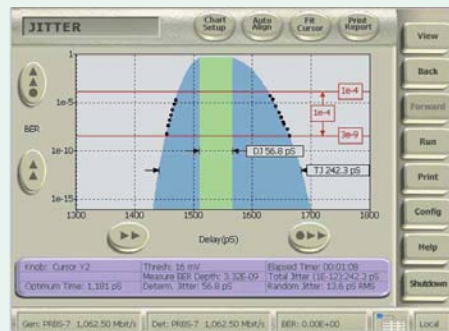 JITTER
Chart Setup
Auto Align
Fit Cursor
Print Report
View
Back
Forward
Run
Print
Config
Help
Shutdown
BER
1
1e-5
1e-10
1e-15
1e-4
1e-4
3e-9
DJ 56.8 pS
TJ 242.3 pS
1300 1400 1500 1600 1700 1800
Delay(pS)
Knob: Cursor Y2 Thresh: 16 mV Elapsed Time: 00:01:08
Measure BER Depth: 3.32E-09 Total Jitter (1E-12):242.3 pS
Optimum Time: 1,181 pS Determ. Jitter: 56.8 pS Random Jitter: 13.6 pS RMS
Gen: PRBS-7 1,062.50 Mbit/s Det: PRBS-7 1,062.50 Mbit/s BER: 0.00E+00 Local